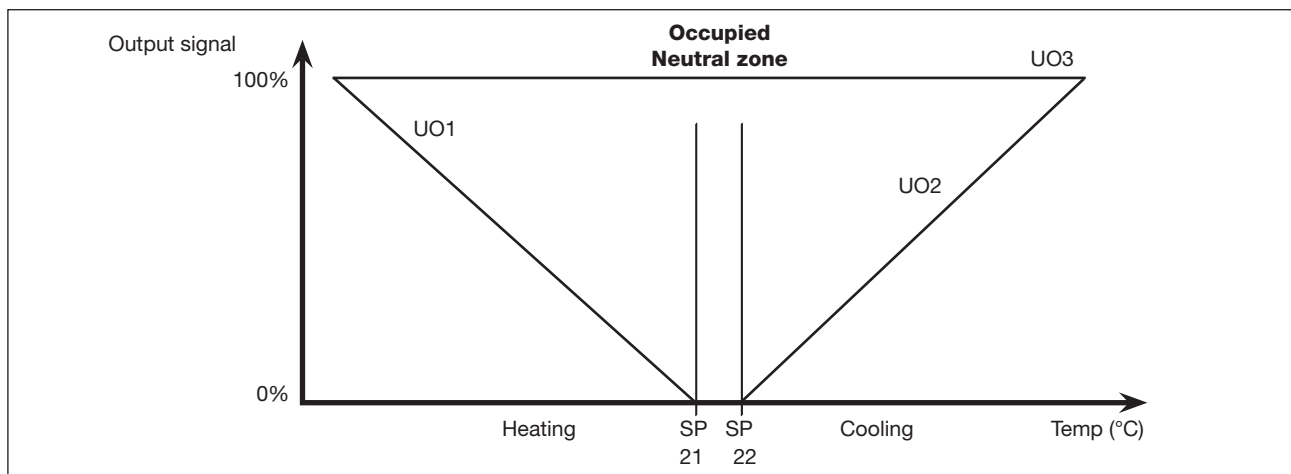 Output signal
Occupied
Neutral zone
UO3
100%
UO1
UO2
0%
Heating
SP
SP
Cooling
Temp (°C)
21
22